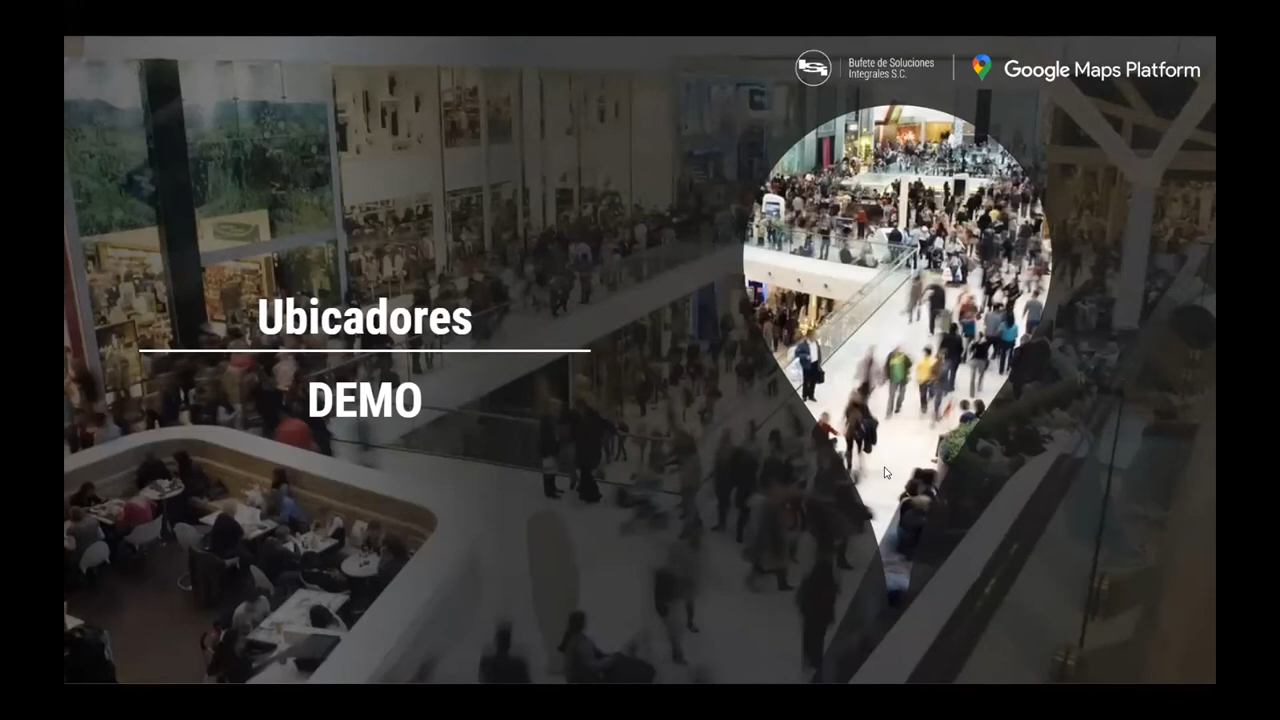 Bufete de Soluciones
Integrales S.C.
Google Maps Platform
Ubicadores
DEMO